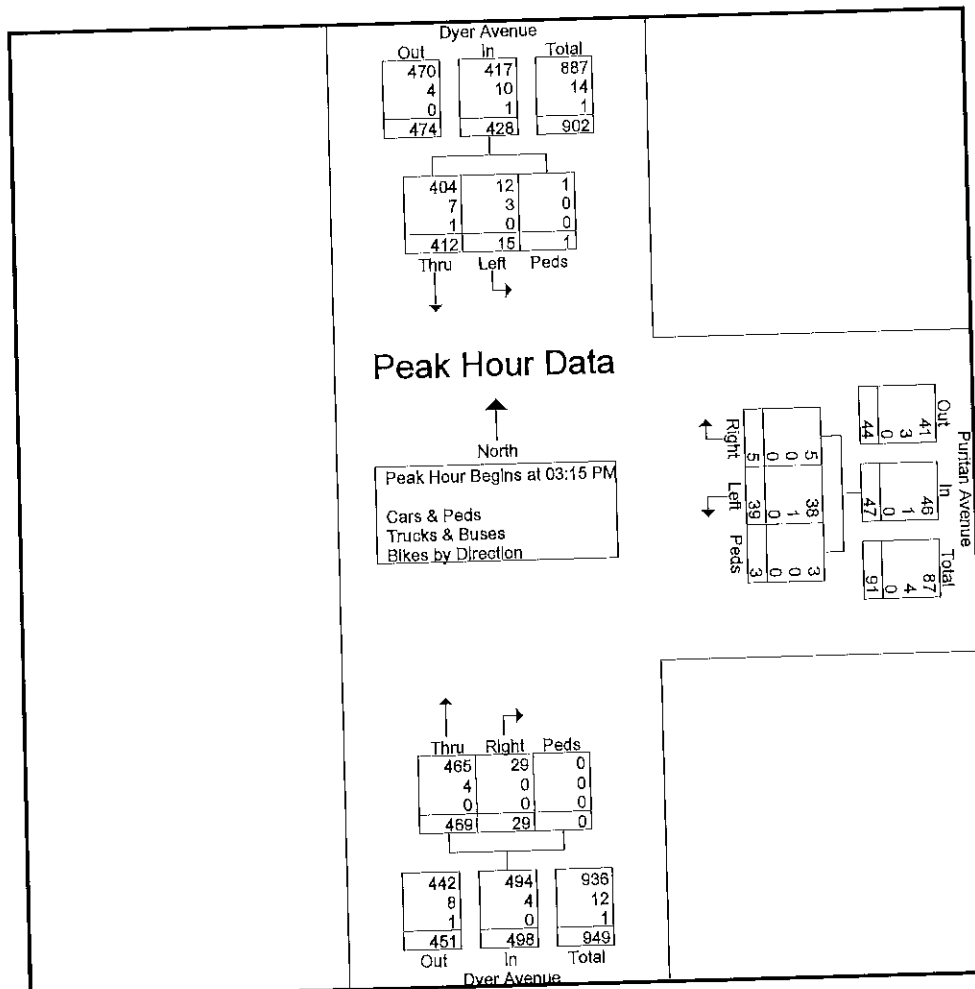 Dyer Avenue
Out In Total
470 417 887
4 10 14
0 1 1
474 428 902
404 12 1
7 3 0
1 0 0
412 15 1
Thru Left Peds
Peak Hour Data
North
Peak Hour Begins at 03:15 PM
Cars & Peds
Trucks & Buses
Bikes by Direction
Puritan Avenue
Out In Total
41 46 87
3 1 4
0 0 0
44 47 91
5 38 3
0 1 0
0 0 0
5 39 3
Right Left Peds
Thru Right Peds
465 29 0
4 0 0
0 0 0
469 29 0
442 494 936
8 4 12
1 0 1
451 498 949
Out In Total
Dyer Avenue